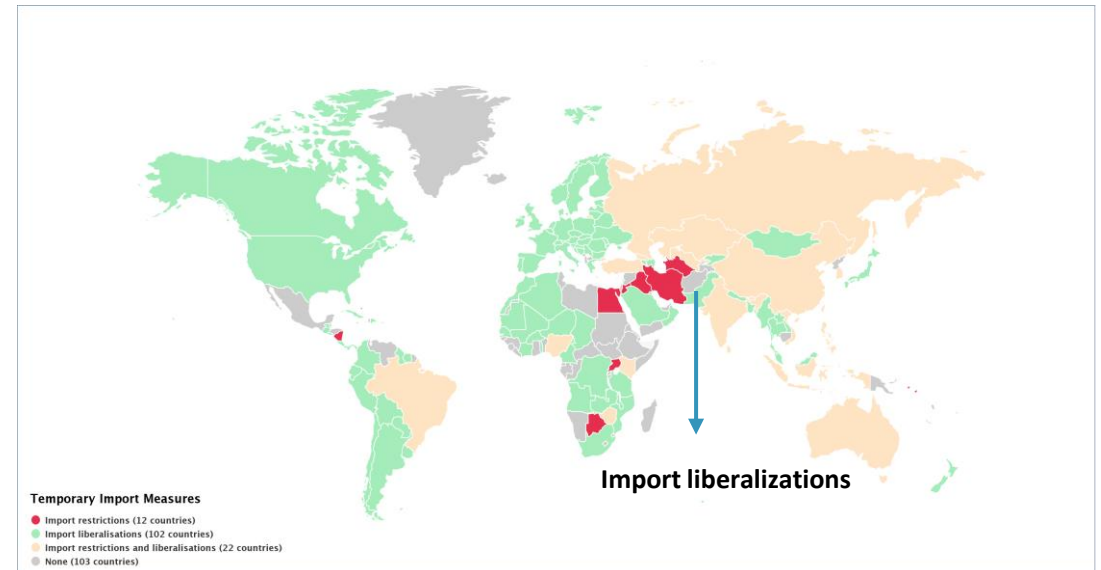 Import liberalizations
Temporary Import Measures
Import restrictions (12 countries)
Import liberalisations (102 countries)
Import restrictions and liberalisations (22 countries)
None (103 countries)